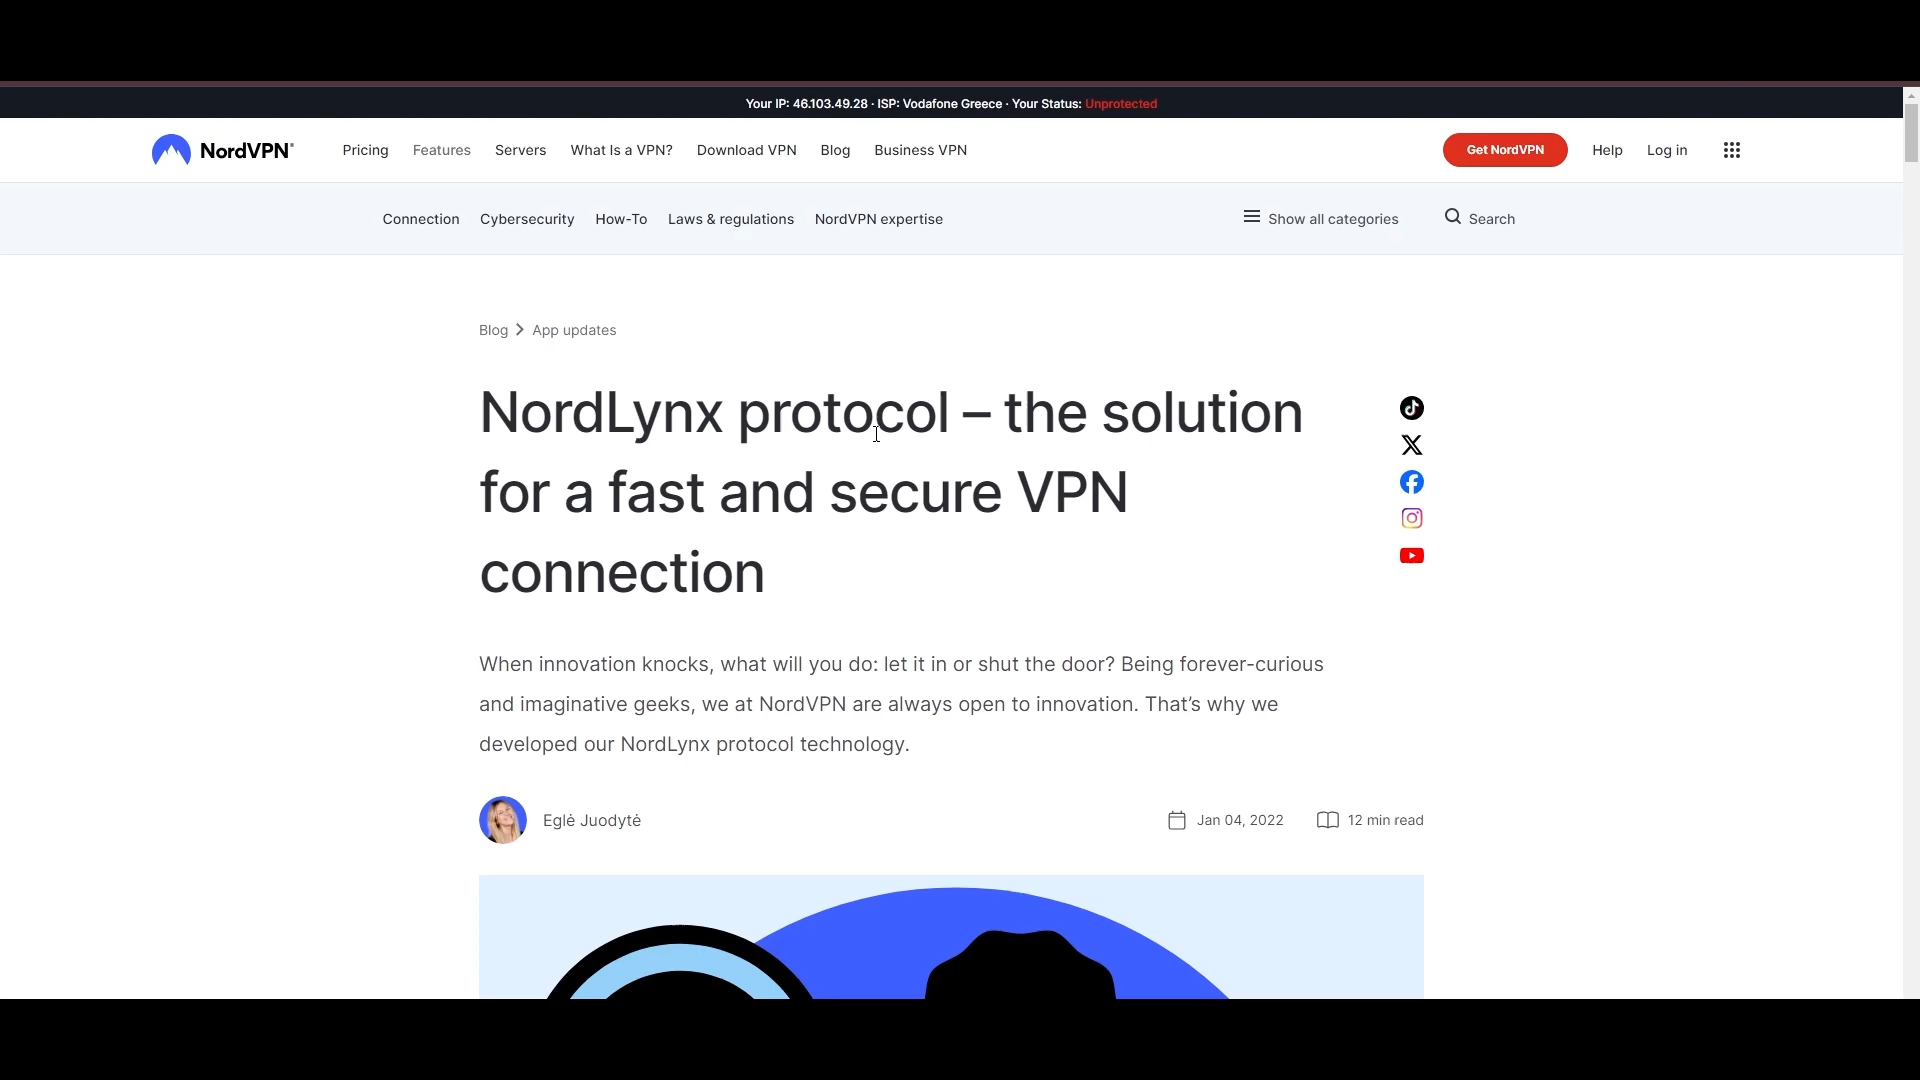 Your IP: 46.103.49.28 · ISP: Vodafone Greece · Your Status: Unprotected
NordVPN®
Pricing
Features
Servers
What Is a VPN?
Download VPN
Blog
Business VPN
Get NordVPN
Help
Log in
Connection
Cybersecurity
How-To
Laws & regulations
NordVPN expertise
Show all categories
Search
Blog
App updates
NordLynx protocol – the solution
for a fast and secure VPN
connection
When innovation knocks, what will you do: let it in or shut the door? Being forever-curious
and imaginative geeks, we at NordVPN are always open to innovation. That’s why we
developed our NordLynx protocol technology.
Eglė Juodytė
Jan 04, 2022
12 min read